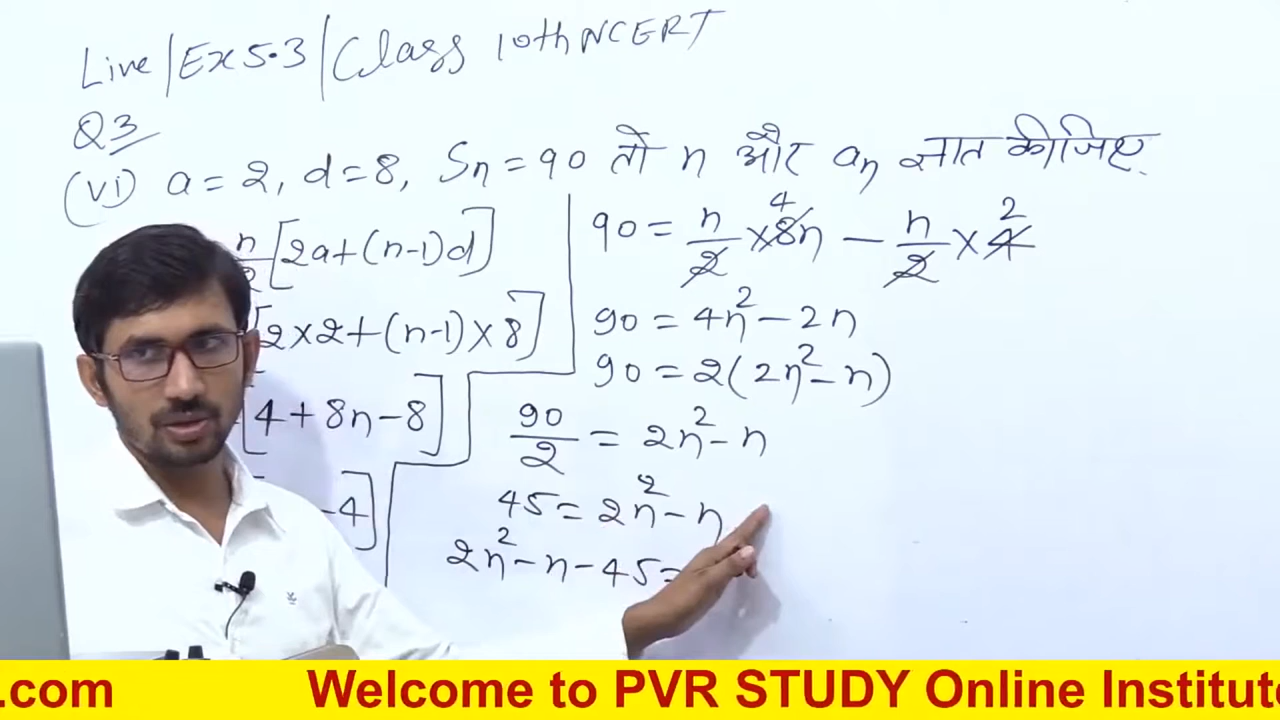 Live/Ex 5.3/Class 10th NCERT
Q3
(vi) a = 2, d = 8, Sn = 90 तो n और an ज्ञात कीजिए.
n/2 [2a+(n-1)d]
[2×2+(n-1)×8]
[4+8n-8]
-4]
90 = n/2 × 8n 4 - n/2 × 4 2
90 = 4n² - 2n
90 = 2(2n² - n)
90/2 = 2n² - n
45 = 2n² - n
2n² - n - 45 =
.com Welcome to PVR STUDY Online Institute